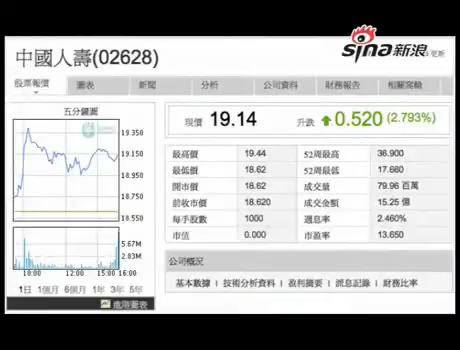 中國人壽(02628)
sina新浪
股票報價 圖表 新聞 分析 公司資料 財務報告 相關窩輪
五分鐘圖
現價 19.14 升跌 0.520 (2.793%)
19.350
19.150
18.950
18.750
18.550
5.67M
2.83M
10:00 12:00 15:00 16:00
1日 1個月 6個月 1年 3年 5年
進階圖表
最高價 19.44 52周最高 36.900
最低價 18.62 52周最低 17.660
開市價 18.62 成交量 79.96 百萬
前收市價 18.620 成交金額 15.25 億
每手股數 1000 週息率 2.460%
市值 0.000 市盈率 13.650
公司概況
基本數據 | 技術分析資料 | 盈利摘要 | 派息記錄 | 財務比率